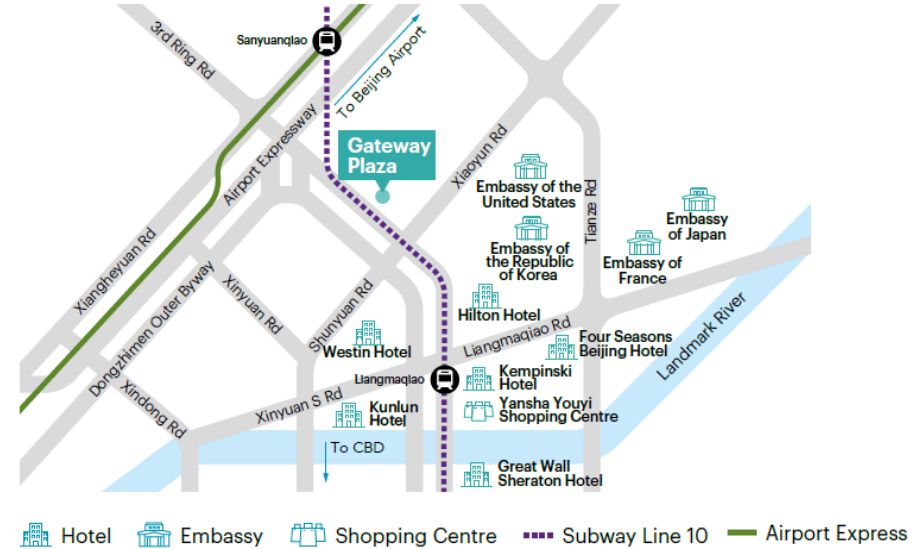 3rd Ring Rd
Sanyuanqiao
To Beijing Airport
Airport Expressway
Gateway
Plaza
Xiaoyun Rd
Embassy of the
United States
Tianze Rd
Embassy
of Japan
Embassy of
the Republic
of Korea
Embassy of
France
Xiangheyuan Rd
Dongzhimen Outer Byway
Xinyuan Rd
Shunyuan Rd
Hilton Hotel
Landmark River
Westin Hotel
Liangmaqiao Rd
Four Seasons
Beijing Hotel
Liangmaqiao
Kempinski
Hotel
Xindong Rd
Xinyuan S Rd
Kunlun
Hotel
Yansha Youyi
Shopping Centre
To CBD
Great Wall
Sheraton Hotel
Hotel
Embassy
Shopping Centre
Subway Line 10
Airport Express